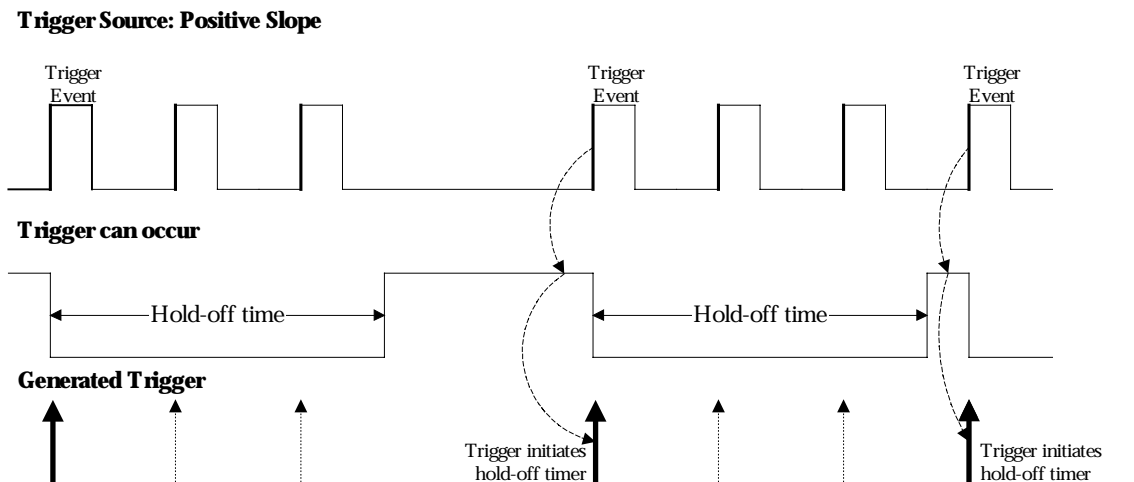 Trigger Source: Positive Slope
Trigger
Event
Trigger
Event
Trigger
Event
Trigger can occur
Hold-off time
Hold-off time
Generated Trigger
Trigger initiates
hold-off timer
Trigger initiates
hold-off timer